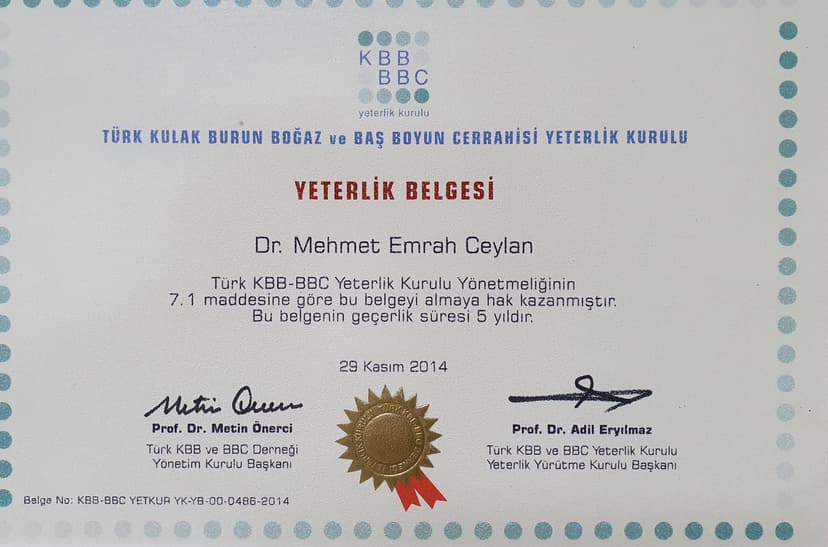 KBB
BBC
yeterlik kurulu
TÜRK KULAK BURUN BOĞAZ ve BAŞ BOYUN CERRAHİSİ YETERLİK KURULU
YETERLİK BELGESİ
Dr. Mehmet Emrah Ceylan
Türk KBB-BBC Yeterlik Kurulu Yönetmeliğinin
7.1 maddesine göre bu belgeyi almaya hak kazanmıştır.
Bu belgenin geçerlik süresi 5 yıldır.
29 Kasım 2014
Prof. Dr. Metin Önerci
Türk KBB ve BBC Derneği
Yönetim Kurulu Başkanı
Prof. Dr. Adil Eryılmaz
Türk KBB ve BBC Yeterlik Kurulu
Yeterlik Yürütme Kurulu Başkanı
Belge No: KBB-BBC YETKUR YK-YB-00-0486-2014